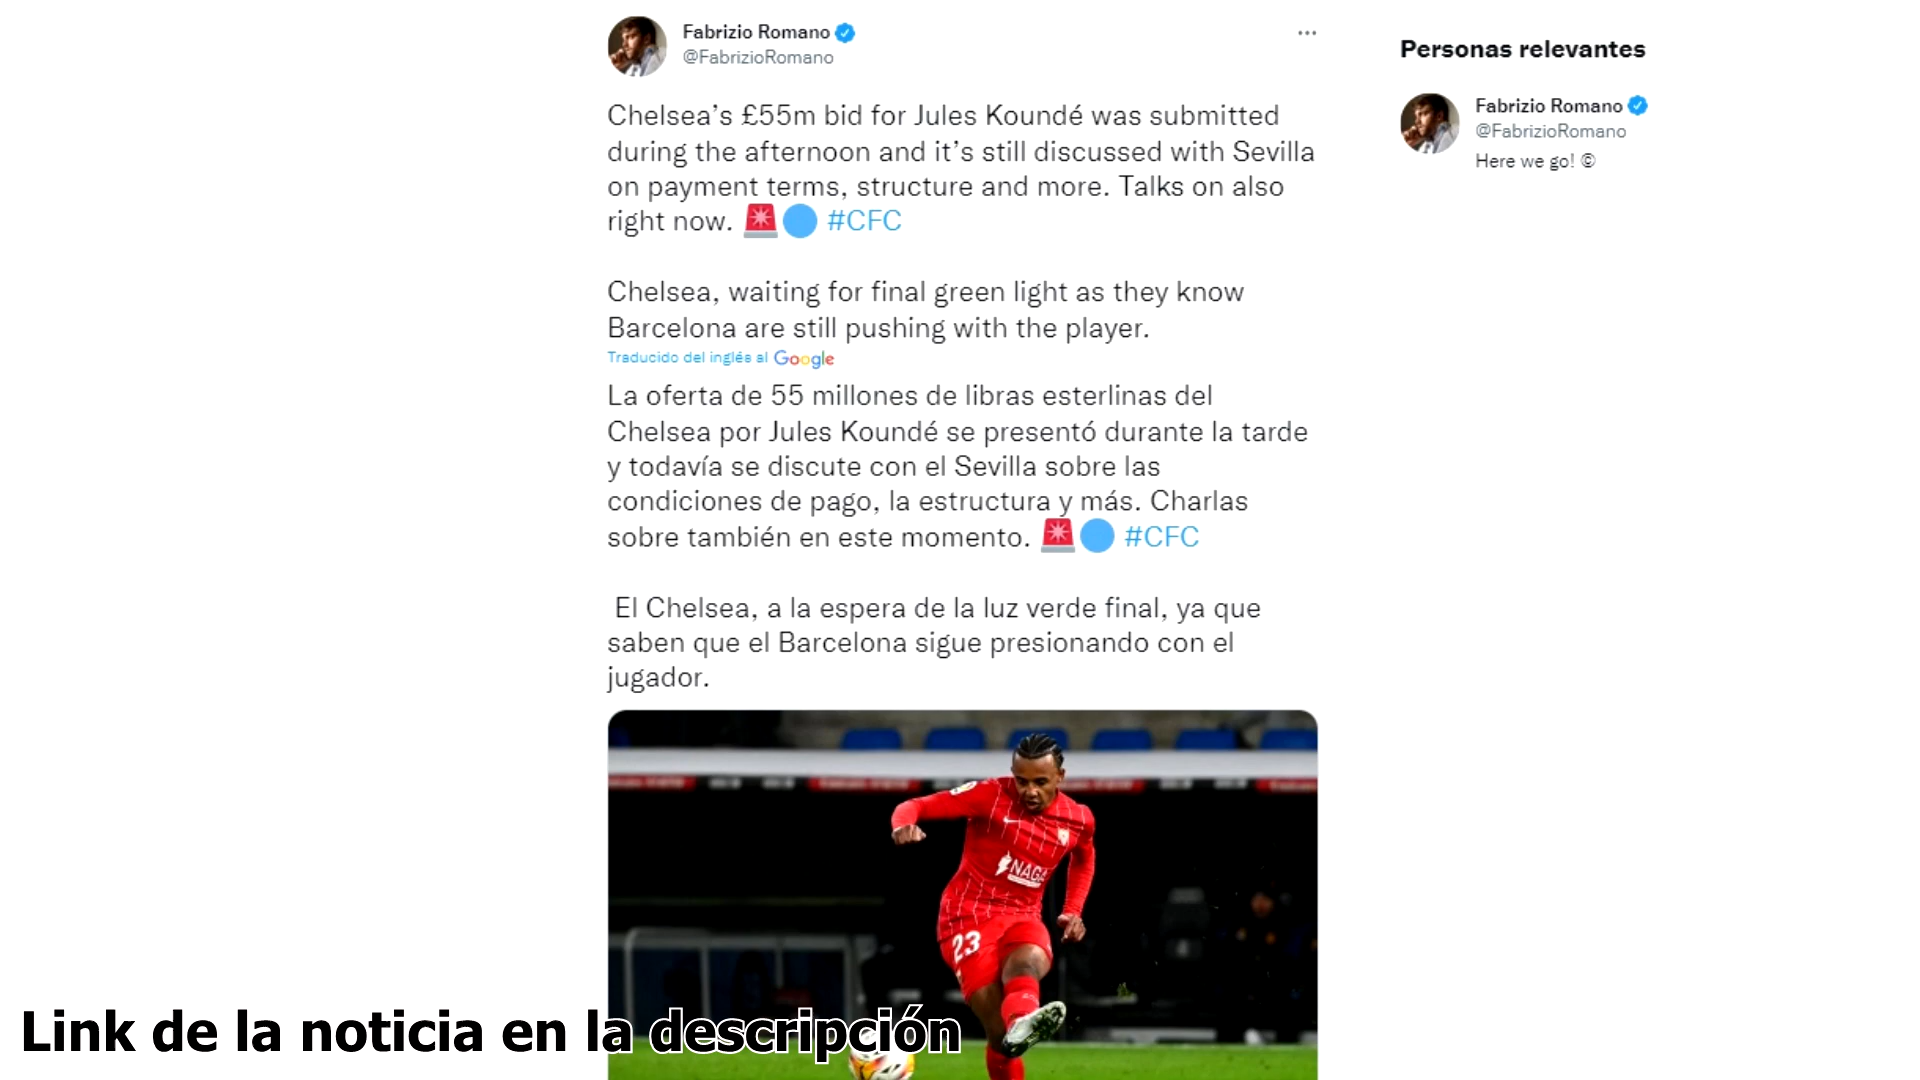 Fabrizio Romano
@FabrizioRomano
Chelsea’s £55m bid for Jules Koundé was submitted
during the afternoon and it’s still discussed with Sevilla
on payment terms, structure and more. Talks on also
right now. 🚨🔵 #CFC
Chelsea, waiting for final green light as they know
Barcelona are still pushing with the player.
Traducido del inglés al Google
La oferta de 55 millones de libras esterlinas del
Chelsea por Jules Koundé se presentó durante la tarde
y todavía se discute con el Sevilla sobre las
condiciones de pago, la estructura y más. Charlas
sobre también en este momento. 🚨🔵 #CFC
El Chelsea, a la espera de la luz verde final, ya que
saben que el Barcelona sigue presionando con el
jugador.
NAGA
23
Link de la noticia en la descripción
Personas relevantes
Fabrizio Romano
@FabrizioRomano
Here we go! ©